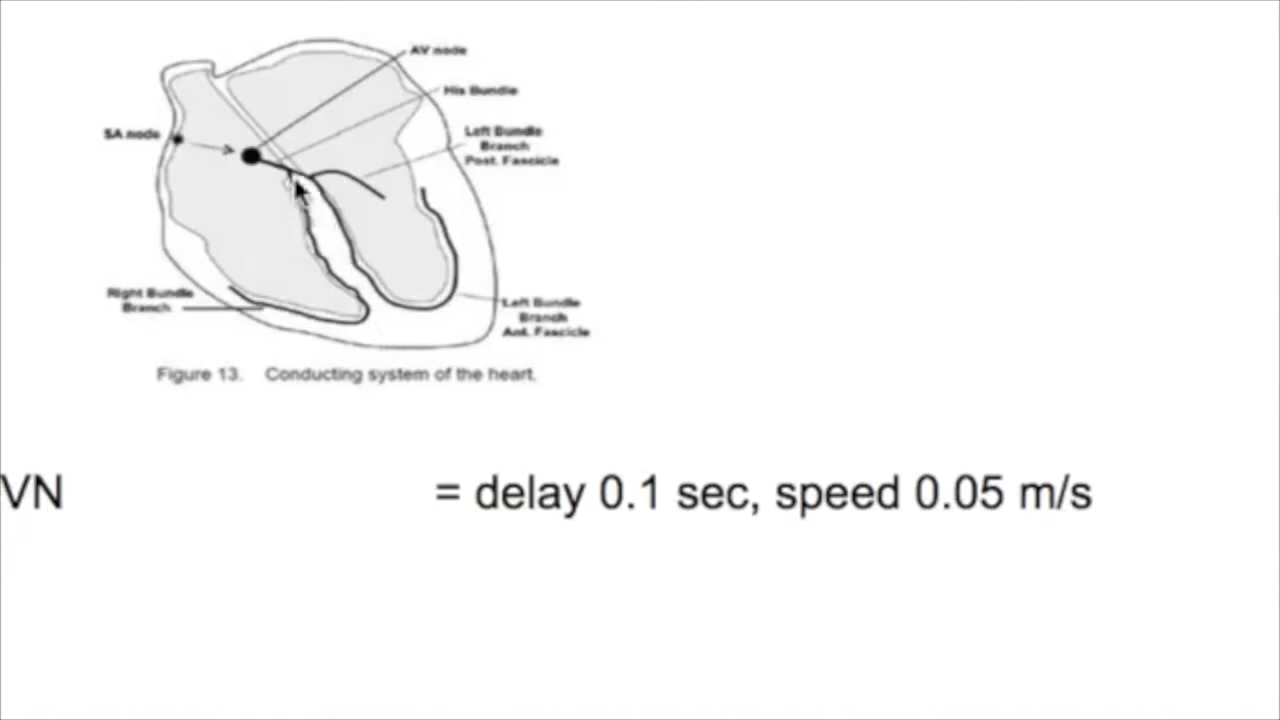 AV node
His Bundle
SA node
Left Bundle
Branch
Post. Fascicle
Right Bundle
Branch
Left Bundle
Branch
Ant. Fascicle
Figure 13. Conducting system of the heart.
VN = delay 0.1 sec, speed 0.05 m/s